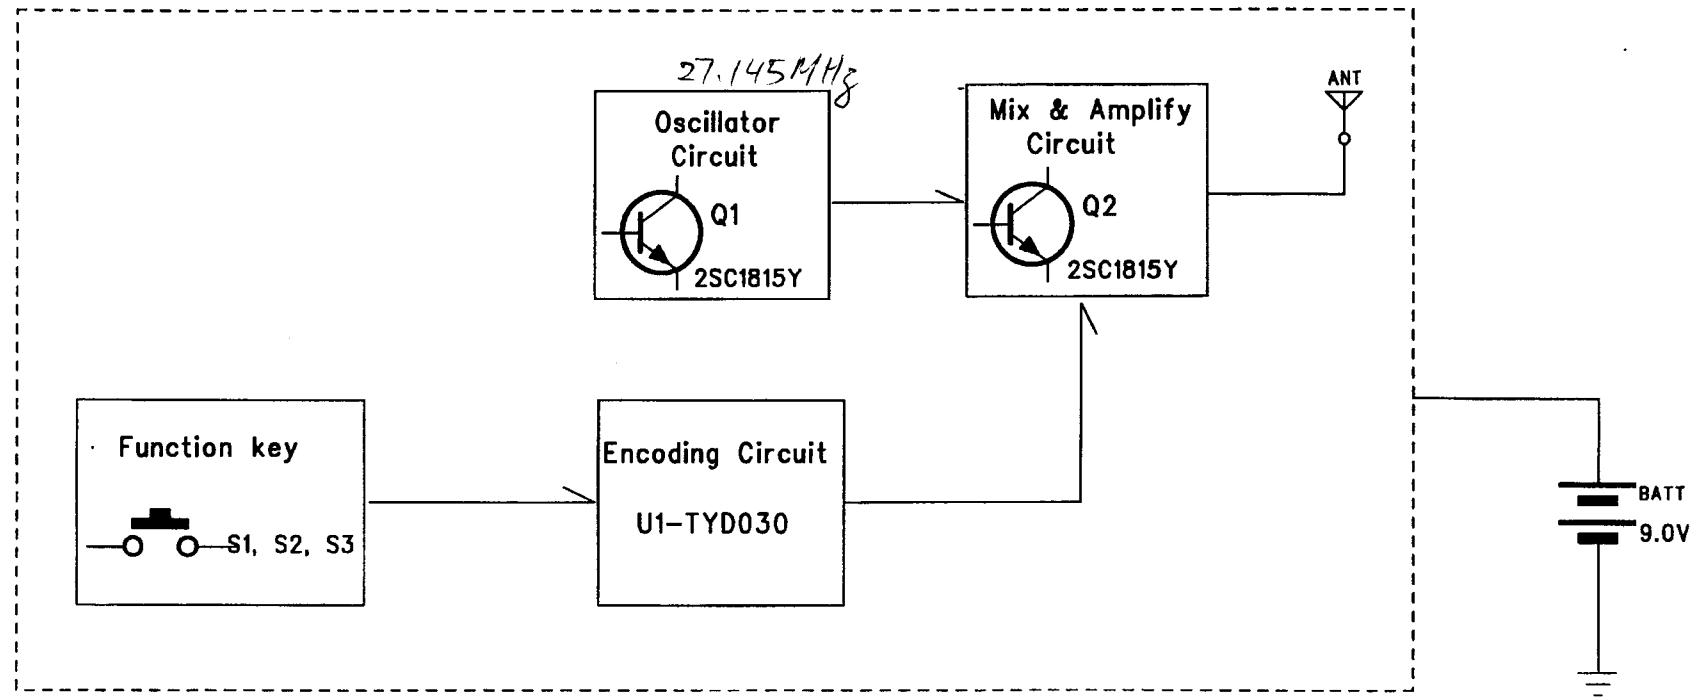 27.145MHz
Oscillator
Circuit
Q1
2SC1815Y
Mix & Amplify
Circuit
Q2
2SC1815Y
ANT
Function key
S1, S2, S3
Encoding Circuit
U1-TYD030
BATT
9.0V